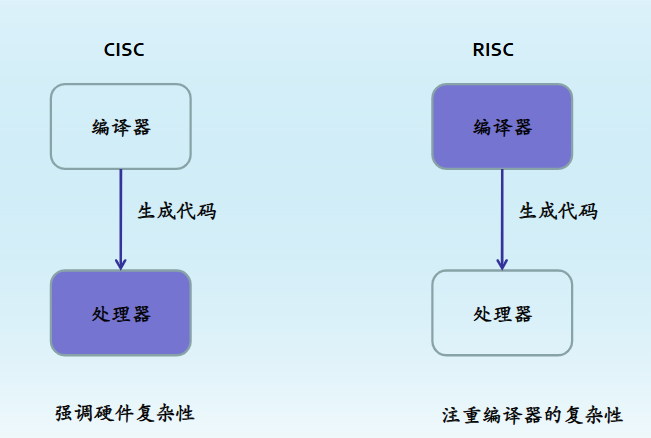 CISC
RISC
编译器
编译器
生成代码
生成代码
处理器
处理器
强调硬件复杂性
注重编译器的复杂性